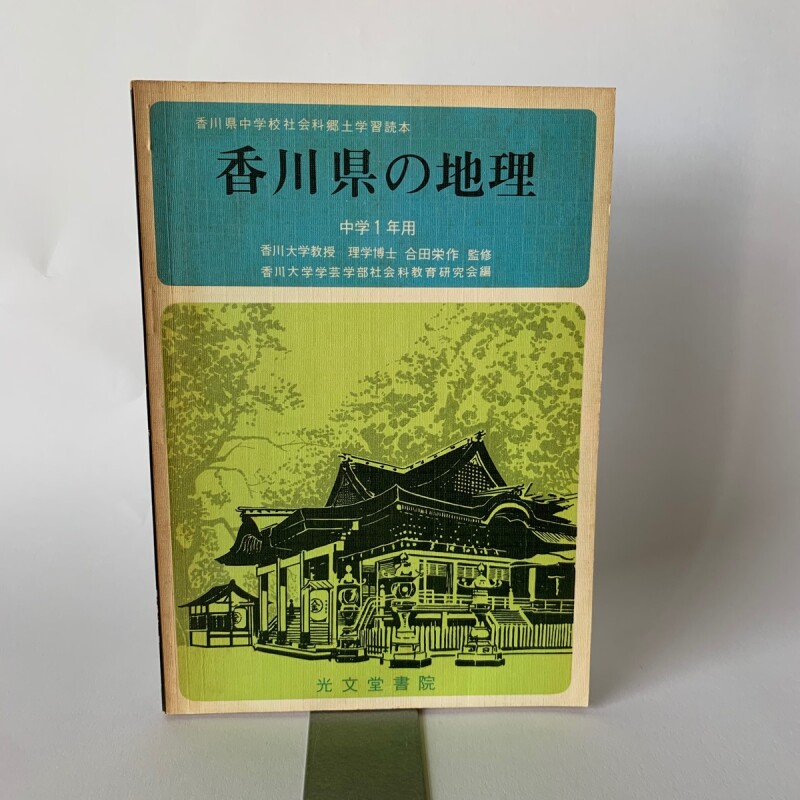 香川県中学校社会科郷土学習読本
香川県の地理
中学1年用
香川大学教授 理学博士 合田栄作 監修
香川大学学芸学部社会科教育研究会編
光文堂書院